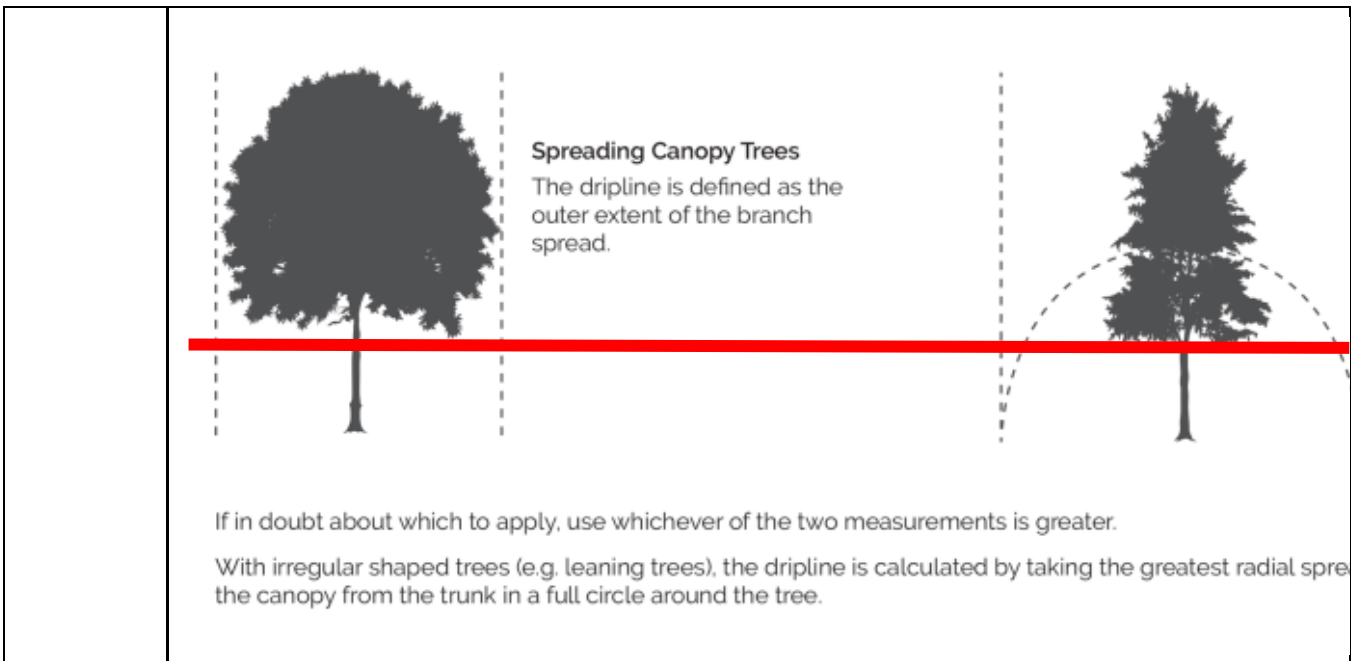 Spreading Canopy Trees
The dripline is defined as the
outer extent of the branch
spread.
If in doubt about which to apply, use whichever of the two measurements is greater.
With irregular shaped trees (e.g. leaning trees), the dripline is calculated by taking the greatest radial
the canopy from the trunk in a full circle around the tree.